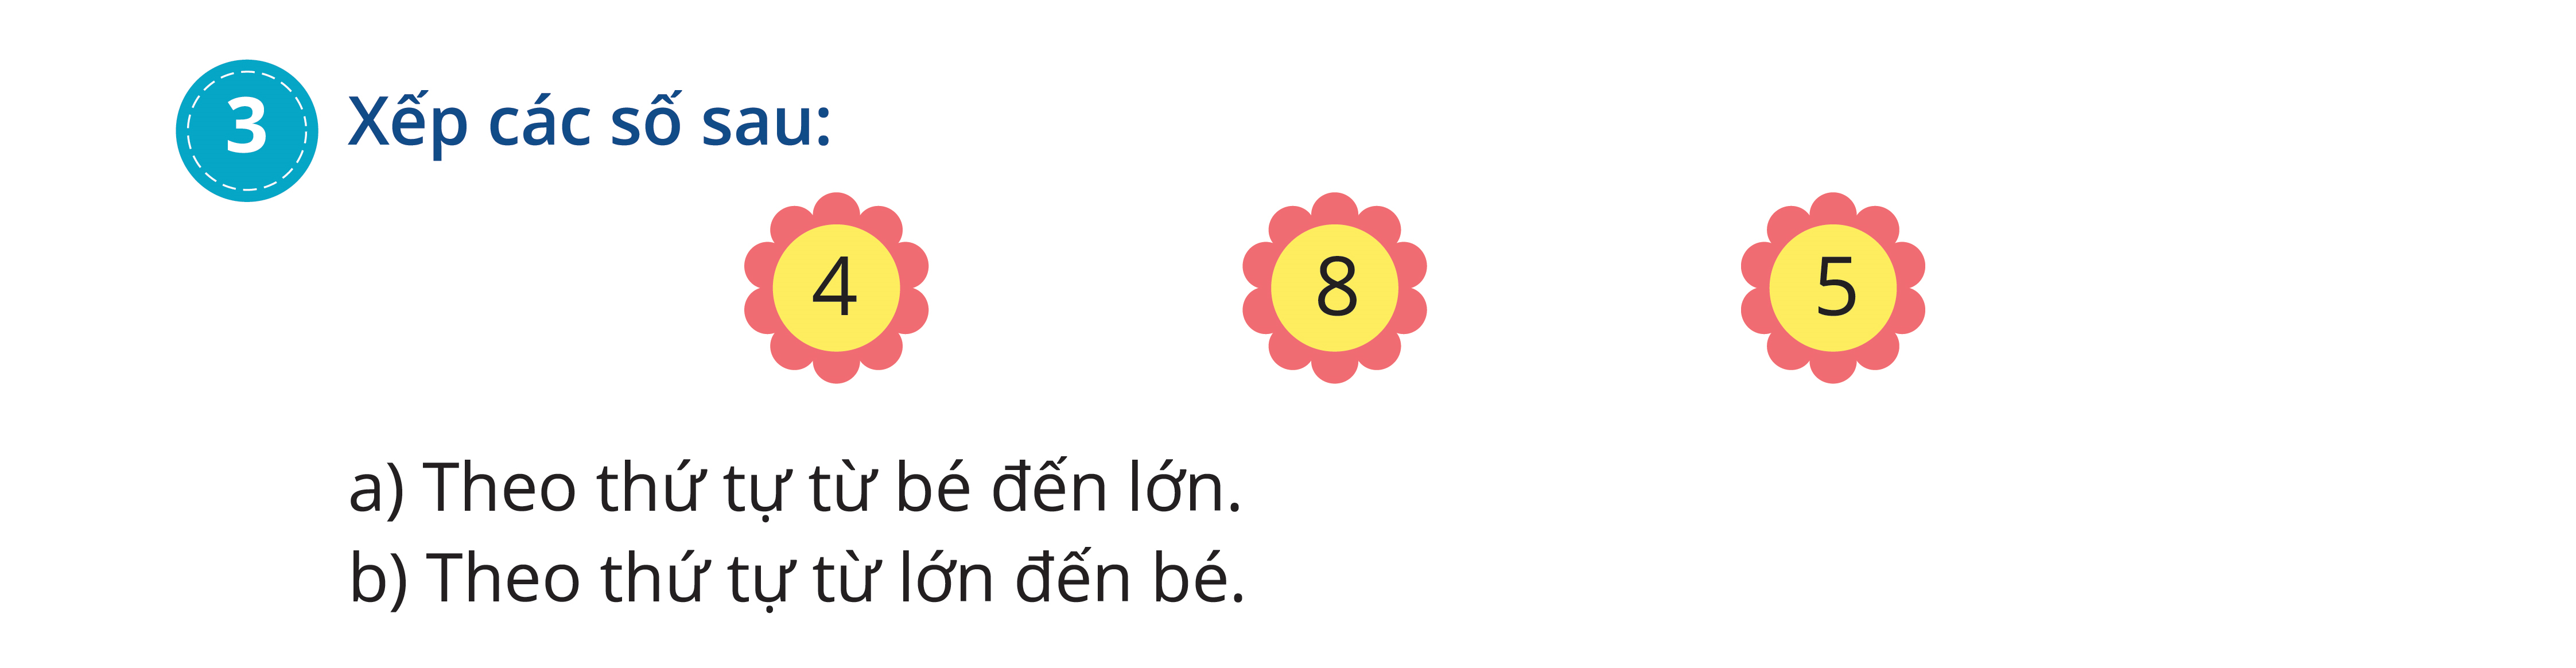 3 Xếp các số sau:
4 8 5
a) Theo thứ tự từ bé đến lớn.
b) Theo thứ tự từ lớn đến bé.